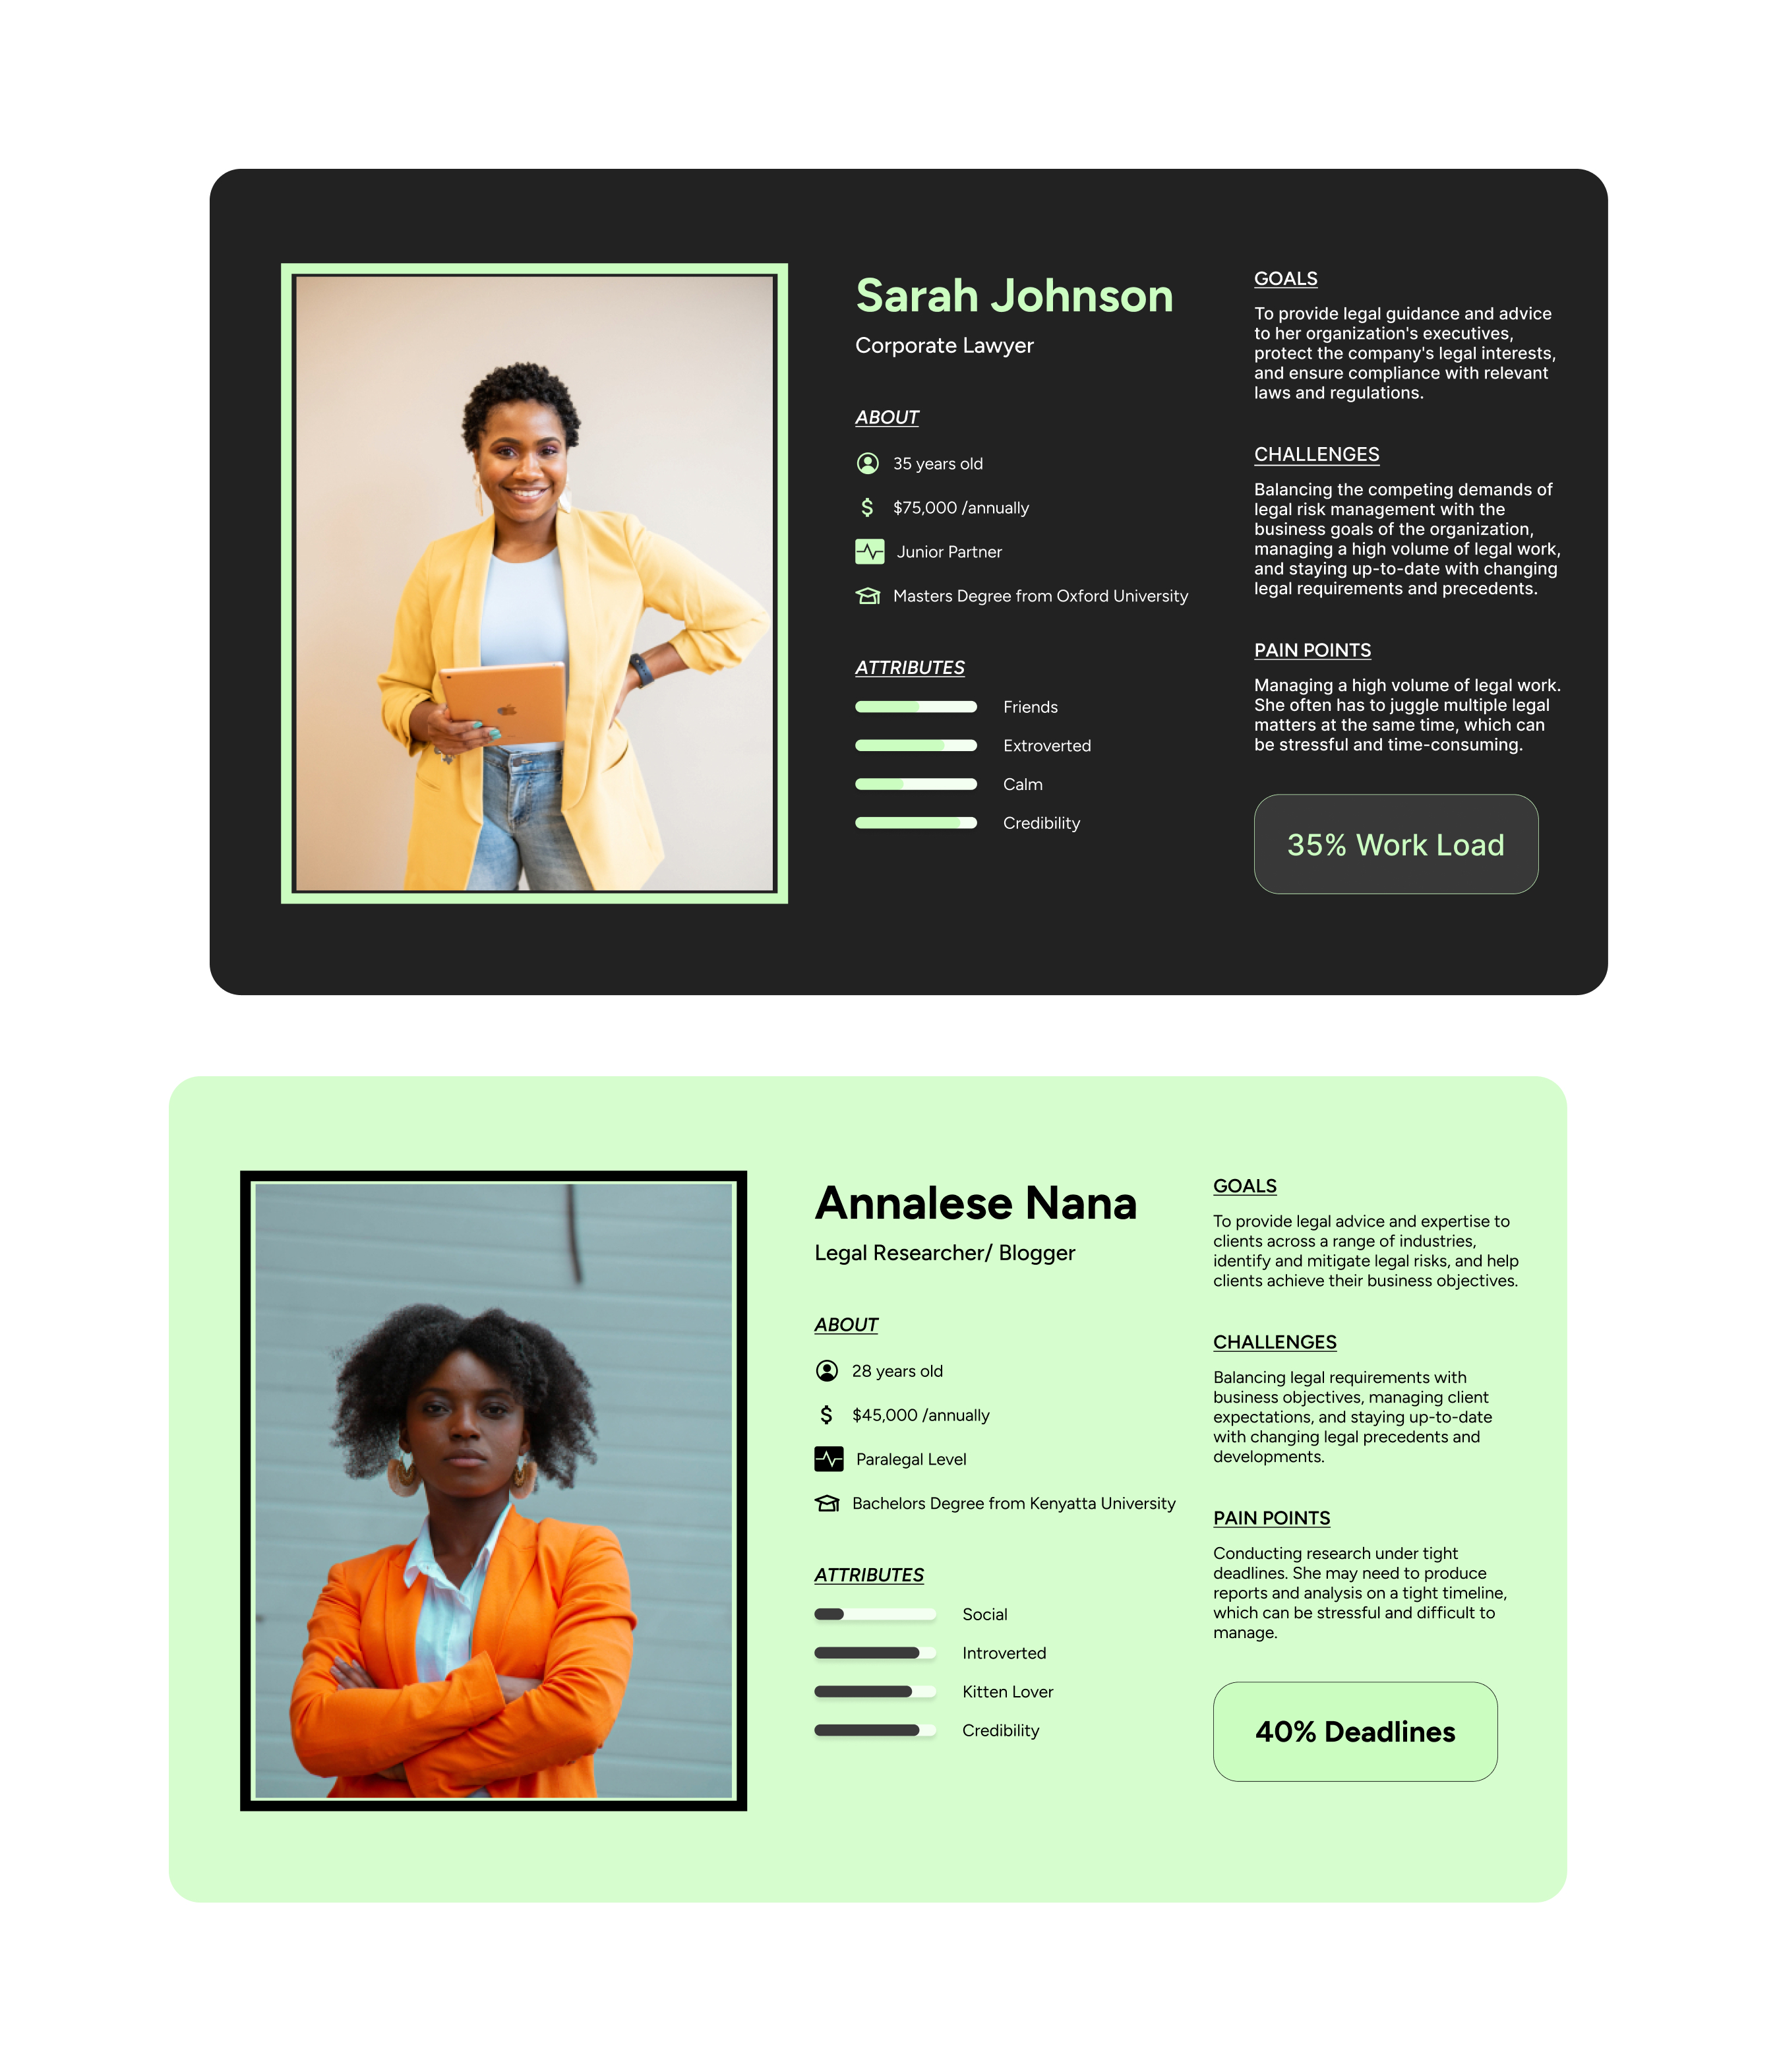 Sarah Johnson
Corporate Lawyer
ABOUT
35 years old
$ $75,000 /annually
Junior Partner
Masters Degree from Oxford University
ATTRIBUTES
Friends
Extroverted
Calm
Credibility
GOALS
To provide legal guidance and advice
to her organization's executives,
protect the company's legal interests,
and ensure compliance with relevant
laws and regulations.
CHALLENGES
Balancing the competing demands of
legal risk management with the
business goals of the organization,
managing a high volume of legal work,
and staying up-to-date with changing
legal requirements and precedents.
PAIN POINTS
Managing a high volume of legal work.
She often has to juggle multiple legal
matters at the same time, which can
be stressful and time-consuming.
35% Work Load
Annalese Nana
Legal Researcher/ Blogger
ABOUT
28 years old
$ $45,000 /annually
Paralegal Level
Bachelors Degree from Kenyatta University
ATTRIBUTES
Social
Introverted
Kitten Lover
Credibility
GOALS
To provide legal advice and expertise to
clients across a range of industries,
identify and mitigate legal risks, and help
clients achieve their business objectives.
CHALLENGES
Balancing legal requirements with
business objectives, managing client
expectations, and staying up-to-date
with changing legal precedents and
developments.
PAIN POINTS
Conducting research under tight
deadlines. She may need to produce
reports and analysis on a tight timeline,
which can be stressful and difficult to
manage.
40% Deadlines